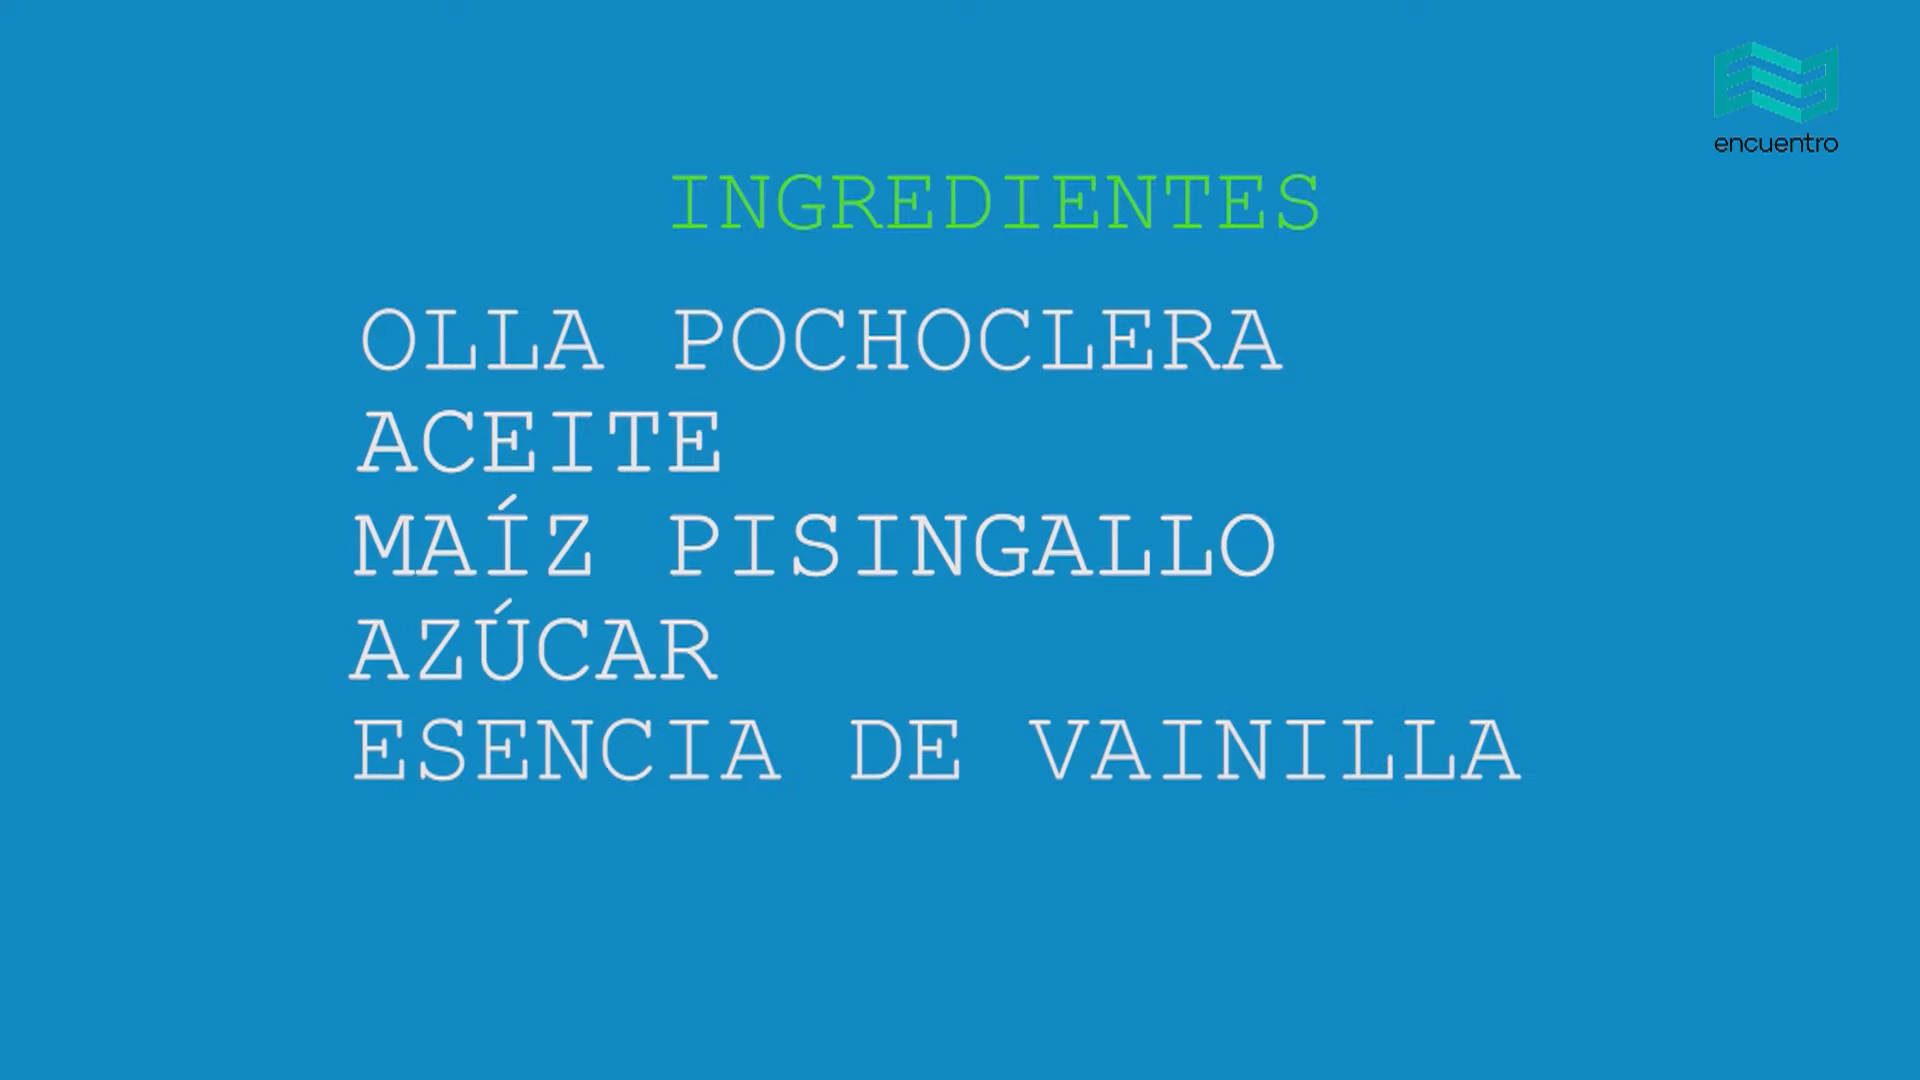 encuentro
INGREDIENTES
OLLA POCHOCLERA
ACEITE
MAÍZ PISINGALLO
AZÚCAR
ESENCIA DE VAINILLA